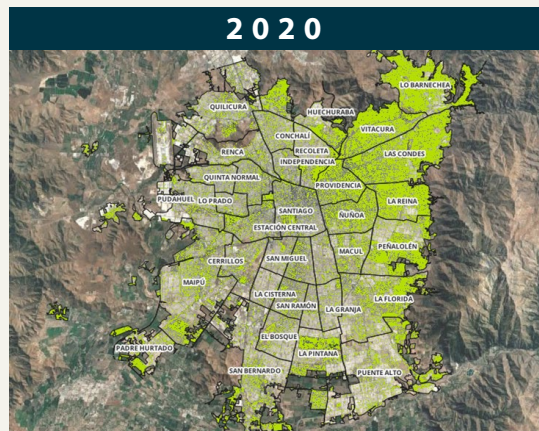 2020
LO BARNECHEA
QUILICURA
HUECHURABA
VITACURA
CONCHALÍ
RENCA
RECOLETA
LAS CONDES
INDEPENDENCIA
QUINTA NORMAL
PROVIDENCIA
PUDAHUEL
LO PRADO
LA REINA
SANTIAGO
ÑUÑOA
ESTACIÓN CENTRAL
PEÑALOLÉN
MACUL
CERRILLOS
SAN MIGUEL
MAIPÚ
LA CISTERNA
LA FLORIDA
SAN RAMÓN
LA GRANJA
EL BOSQUE
PADRE HURTADO
LA PINTANA
SAN BERNARDO
PUENTE ALTO